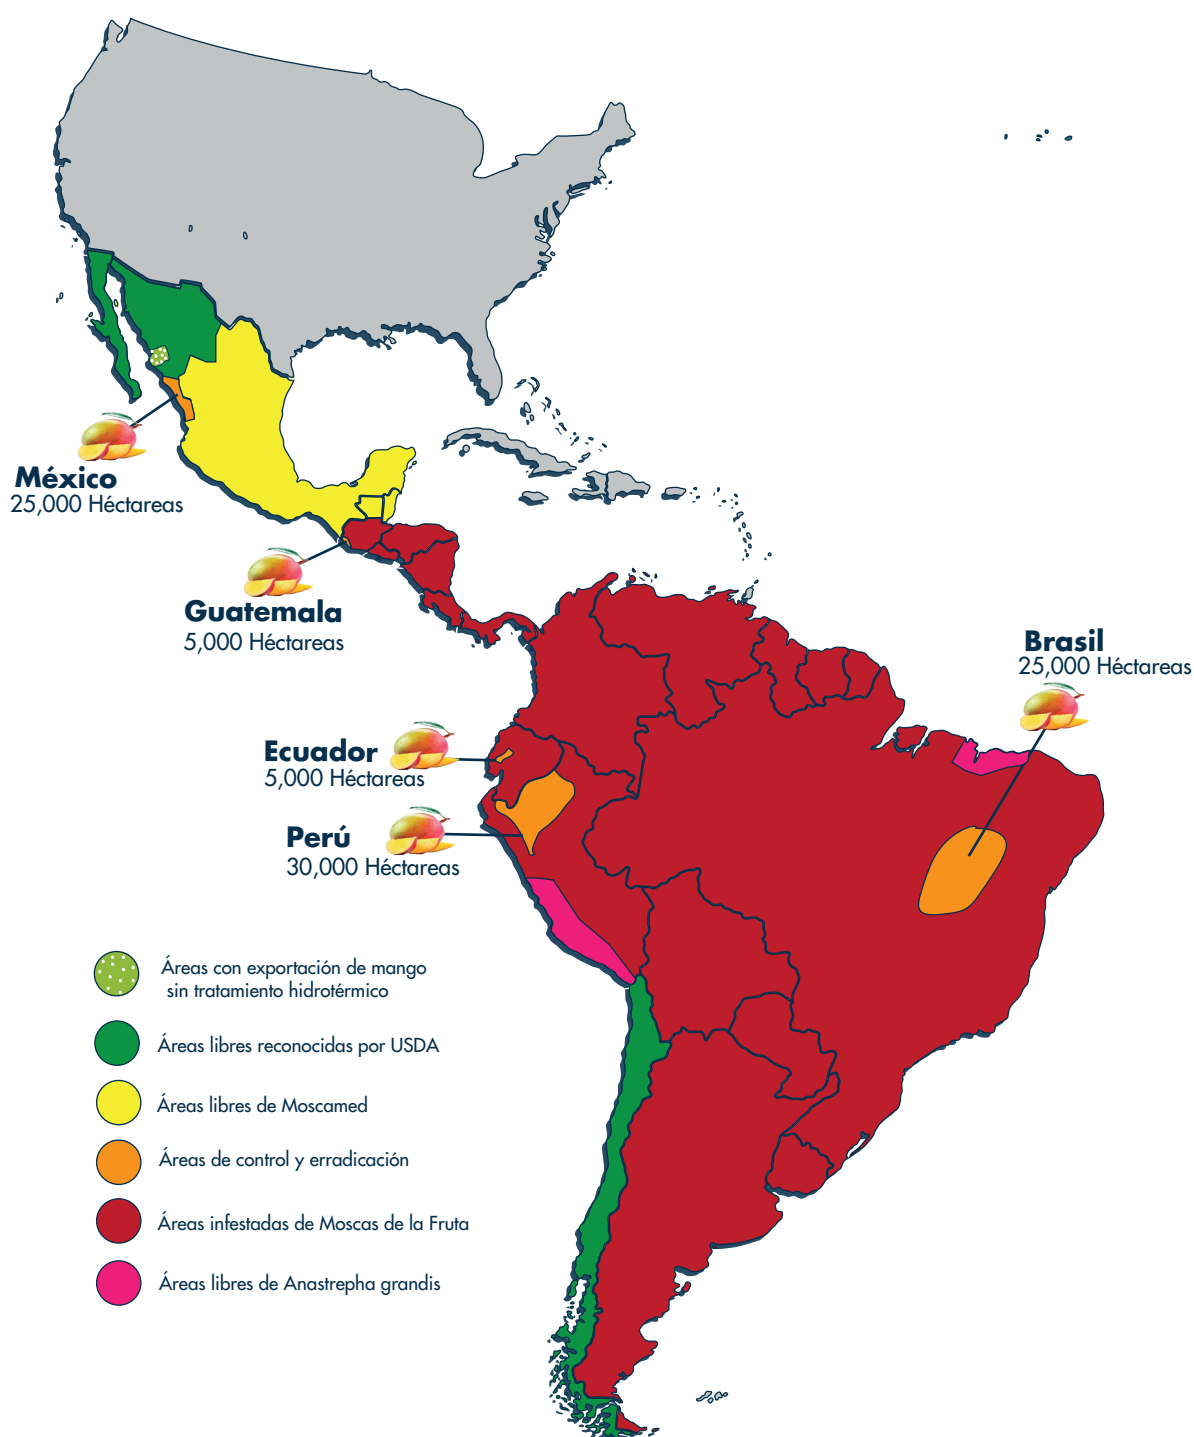 México
25,000 Héctareas
Guatemala
5,000 Héctareas
Brasil
25,000 Héctareas
Ecuador
5,000 Héctareas
Perú
30,000 Héctareas
Áreas con exportación de mango
sin tratamiento hidrotérmico
Áreas libres reconocidas por USDA
Áreas libres de Moscamed
Áreas de control y erradicación
Áreas infestadas de Moscas de la Fruta
Áreas libres de Anastrepha grandis